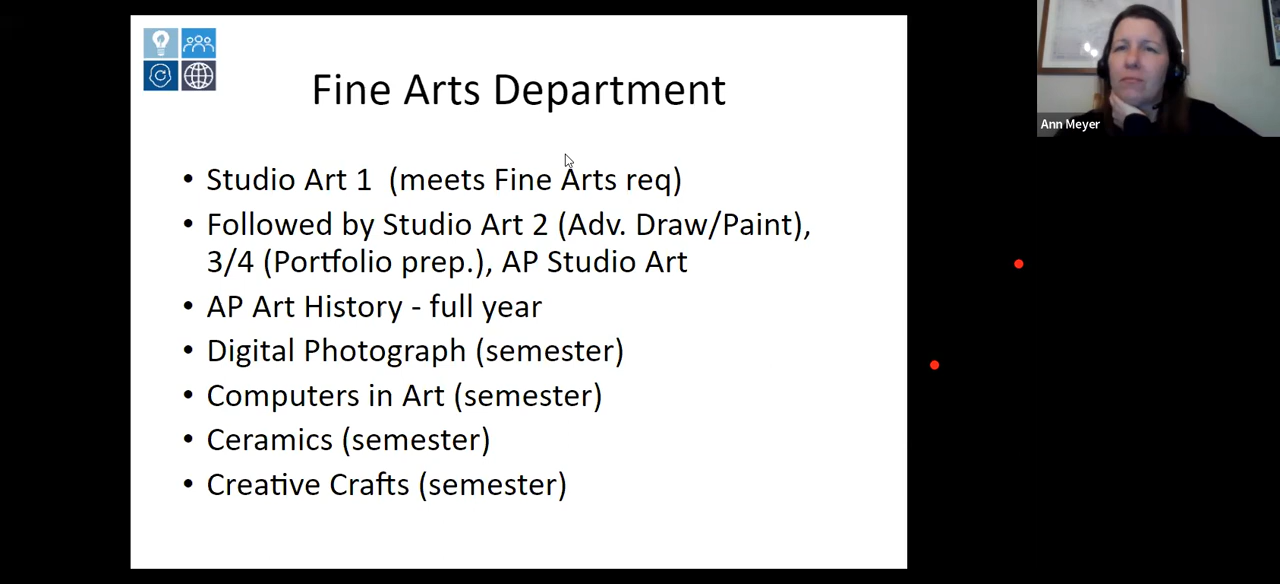 Fine Arts Department
• Studio Art 1 (meets Fine Arts req)
• Followed by Studio Art 2 (Adv. Draw/Paint),
3/4 (Portfolio prep.), AP Studio Art
• AP Art History - full year
• Digital Photograph (semester)
• Computers in Art (semester)
• Ceramics (semester)
• Creative Crafts (semester)
Ann Meyer